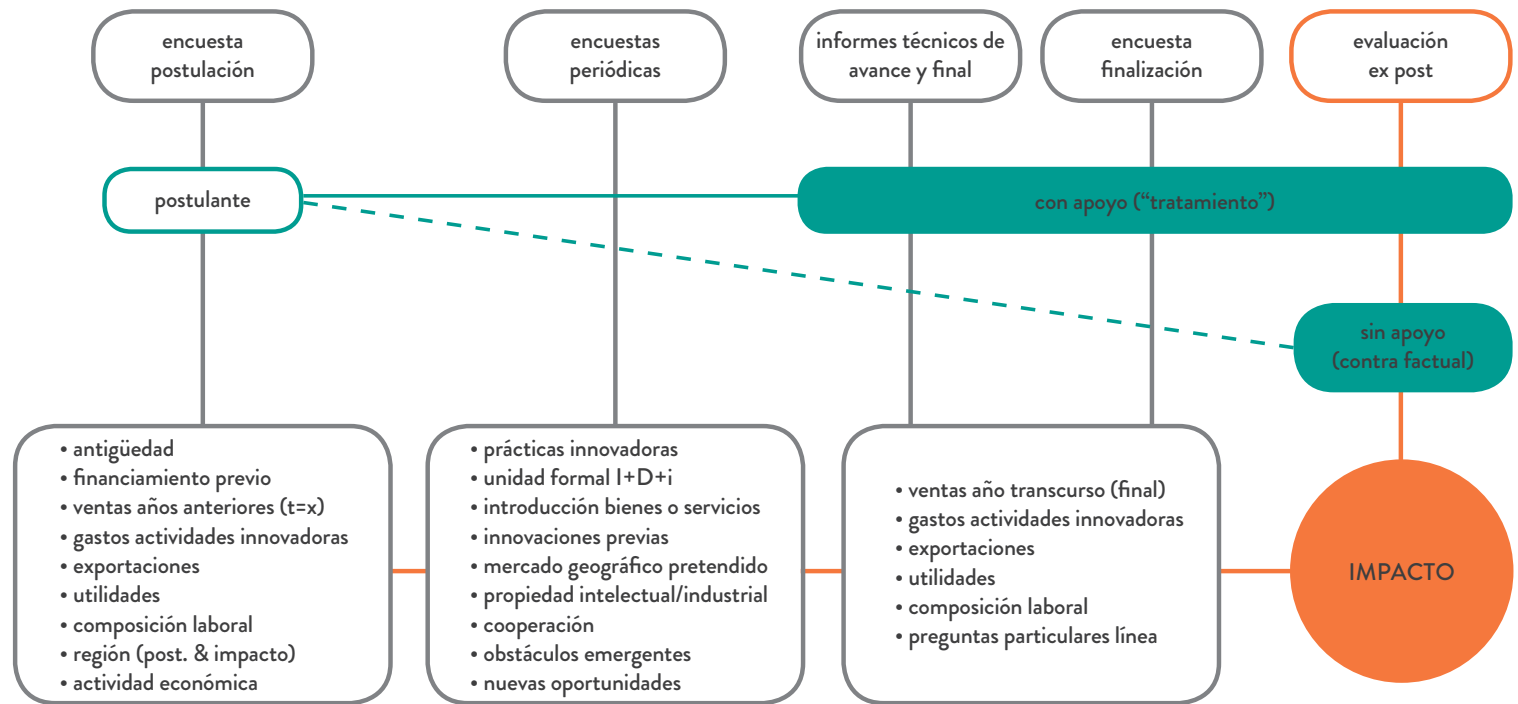 encuesta
postulación
encuestas
periódicas
informes técnicos de
avance y final
encuesta
finalización
evaluación
ex post
postulante
con apoyo (“tratamiento”)
sin apoyo
(contra factual)
• antigüedad
• financiamiento previo
• ventas años anteriores (t=x)
• gastos actividades innovadoras
• exportaciones
• utilidades
• composición laboral
• región (post. & impacto)
• actividad económica
• prácticas innovadoras
• unidad formal I+D+i
• introducción bienes o servicios
• innovaciones previas
• mercado geográfico pretendido
• propiedad intelectual/industrial
• cooperación
• obstáculos emergentes
• nuevas oportunidades
• ventas año transcurso (final)
• gastos actividades innovadoras
• exportaciones
• utilidades
• composición laboral
• preguntas particulares línea
IMPACTO